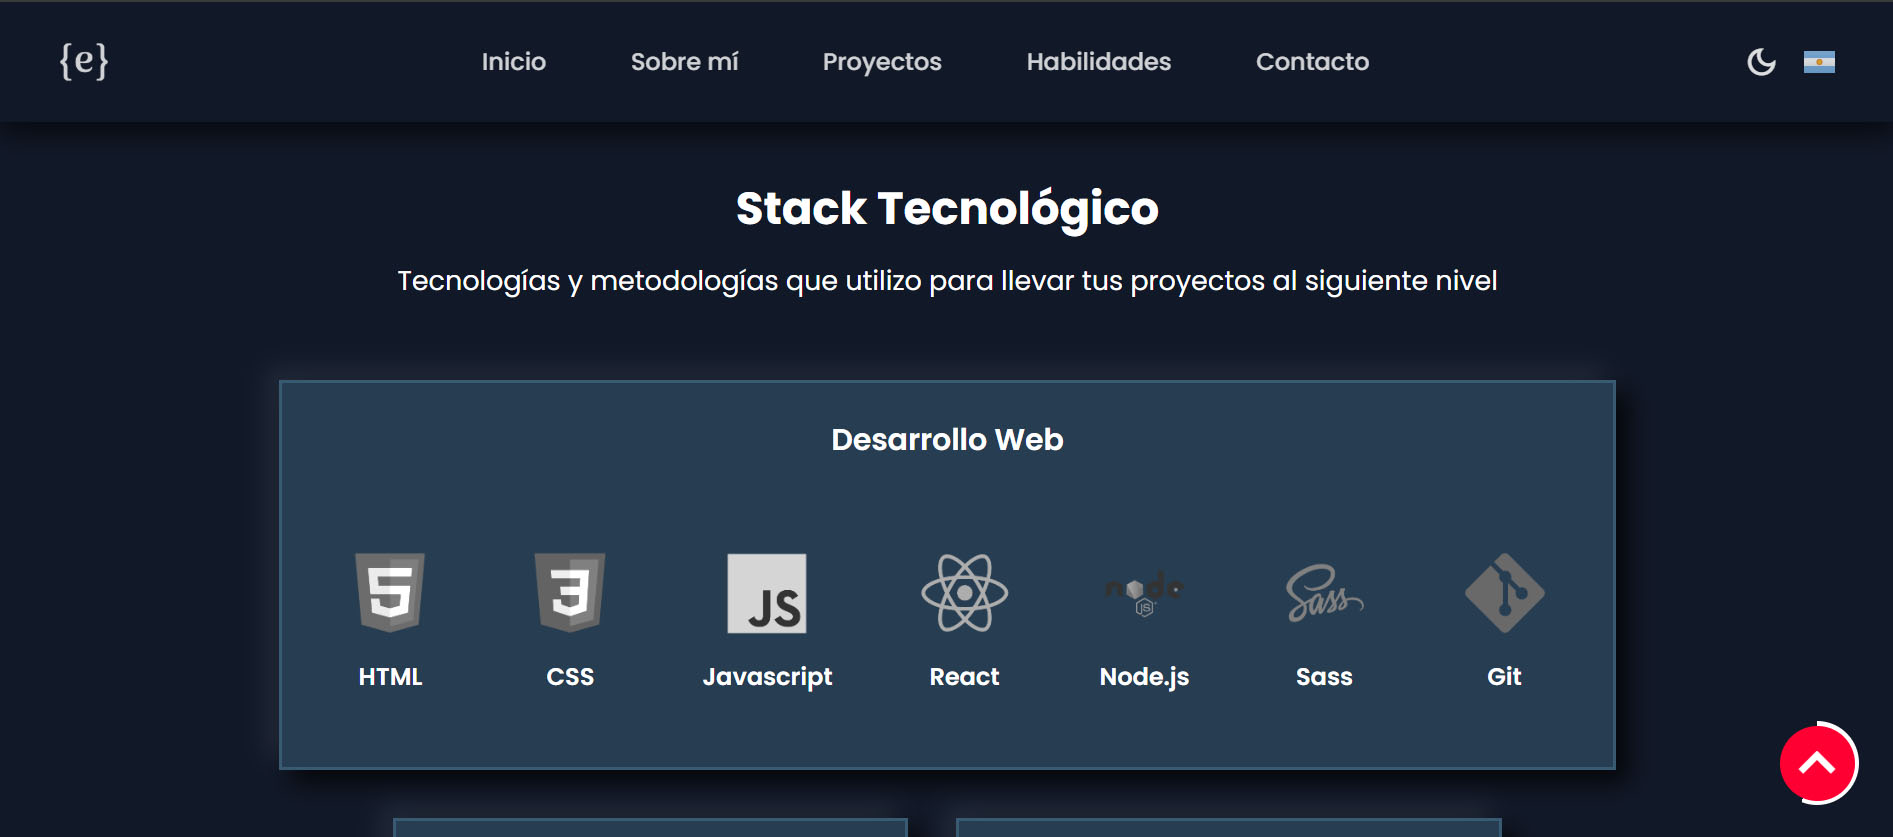 {e}
Inicio Sobre mí Proyectos Habilidades Contacto
Stack Tecnológico
Tecnologías y metodologías que utilizo para llevar tus proyectos al siguiente nivel
Desarrollo Web
5 3 JS node JS Sass
HTML CSS Javascript React Node.js Sass Git